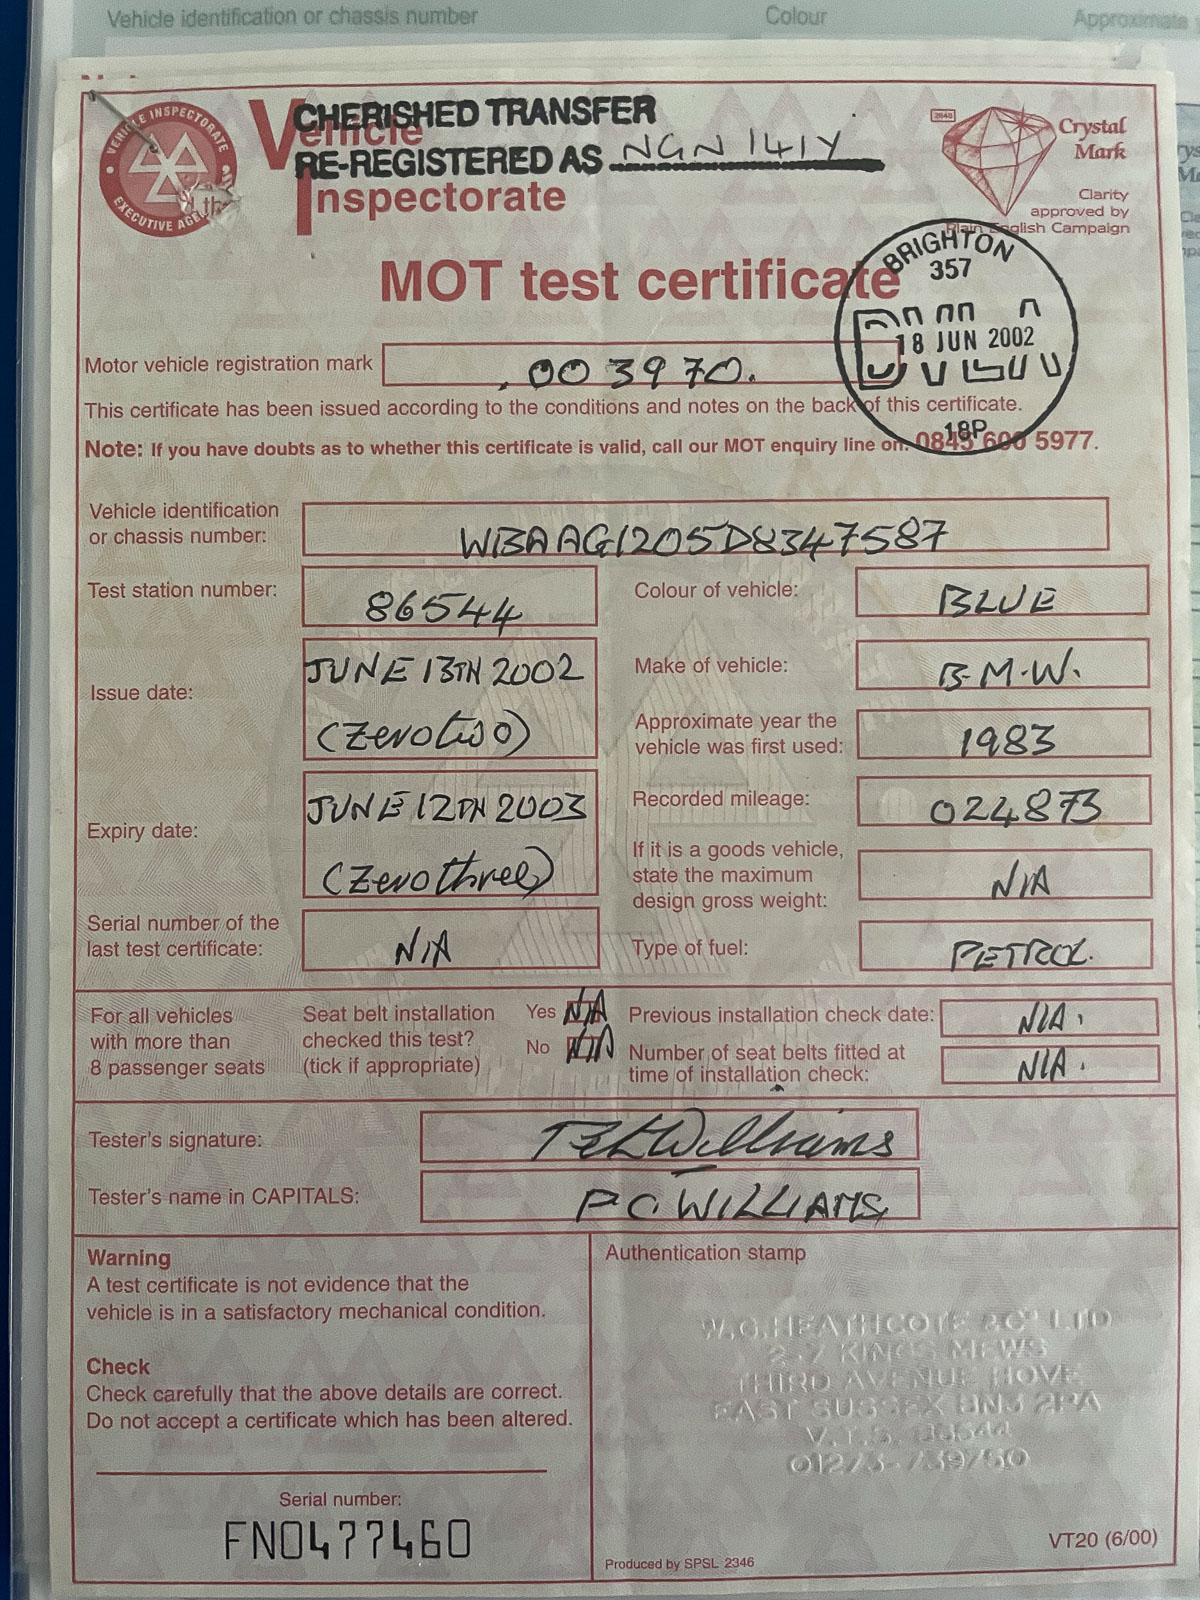 Vehicle identification or chassis number
Colour
Approximate
VEHICLE INSPECTORATE
EXECUTIVE
Vehicle
Inspectorate
CHERISHED TRANSFER
RE-REGISTERED AS NGN 141Y
2848
Crystal
Mark
Clarity
approved by
Plain English Campaign
MOT test certificate
BRIGHTON
357
18 JUN 2002
18P
Motor vehicle registration mark
. 003970.
This certificate has been issued according to the conditions and notes on the back of this certificate.
Note: If you have doubts as to whether this certificate is valid, call our MOT enquiry line on: 0845 600 5977.
Vehicle identification
or chassis number:
WBAAG1205D8347587
Test station number:
86544
Colour of vehicle:
BLUE
Issue date:
JUNE 13TH 2002
(Zero two)
Make of vehicle:
B.M.W.
Approximate year the
vehicle was first used:
1983
Expiry date:
JUNE 12TH 2003
(Zero three)
Recorded mileage:
024873
If it is a goods vehicle,
state the maximum
design gross weight:
N/A
Serial number of the
last test certificate:
N/A
Type of fuel:
PETROL.
For all vehicles
with more than
8 passenger seats
Seat belt installation
checked this test?
(tick if appropriate)
Yes N/A
No N/A
Previous installation check date:
N/A.
Number of seat belts fitted at
time of installation check:
N/A.
Tester's signature:
Williams
Tester's name in CAPITALS:
P.C. WILLIAMS
Warning
A test certificate is not evidence that the
vehicle is in a satisfactory mechanical condition.
Check
Check carefully that the above details are correct.
Do not accept a certificate which has been altered.
Serial number:
FN0477460
Authentication stamp
W.G. HEATHCOTE & Cº LTD
2-7 KINGS MEWS
THIRD AVENUE HOVE
EAST SUSSEX BN3 2PA
V.T.S. 86544
01273-739750
Produced by SPSL 2346
VT20 (6/00)